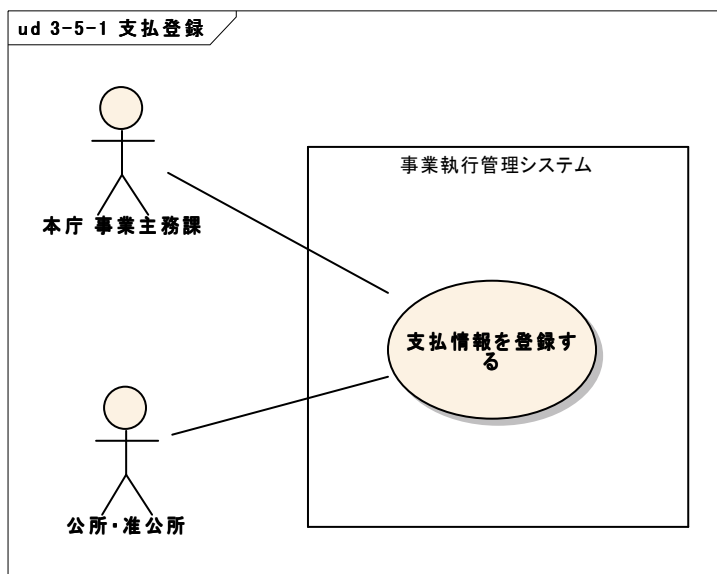 ud 3-5-1 支払登録
事業執行管理システム
本庁 事業主務課
支払情報を登録す
る
公所・准公所